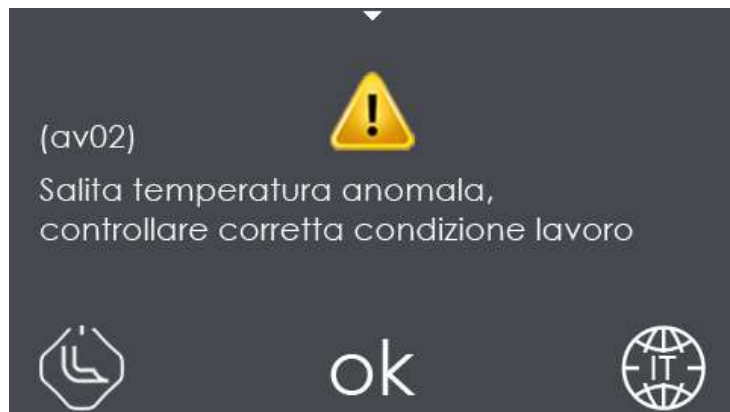 (av02)
Salita temperatura anomala,
controllare corretta condizione lavoro
ok
IT